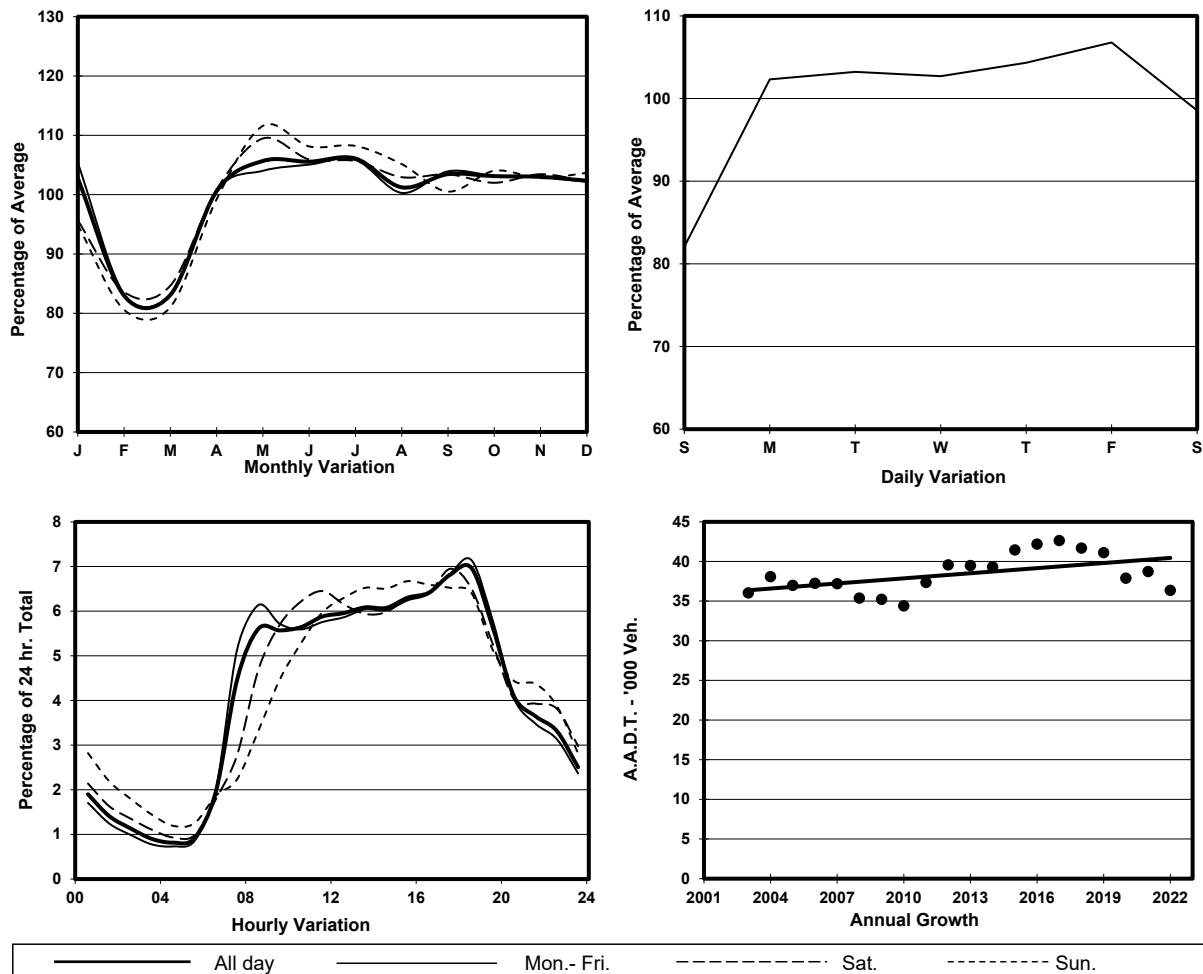 Percentage of Average
130
120
110
100
90
80
70
60
J F M A M J J A S O N D
Monthly Variation
Percentage of Average
110
100
90
80
70
60
S M T W T F S
Daily Variation
Percentage of 24 hr. Total
8
7
6
5
4
3
2
1
0
00 04 08 12 16 20 24
Hourly Variation
A.A.D.T. - '000 Veh.
45
40
35
30
25
20
15
10
5
0
2001 2004 2007 2010 2013 2016 2019 2022
Annual Growth
All day Mon.- Fri. Sat. Sun.